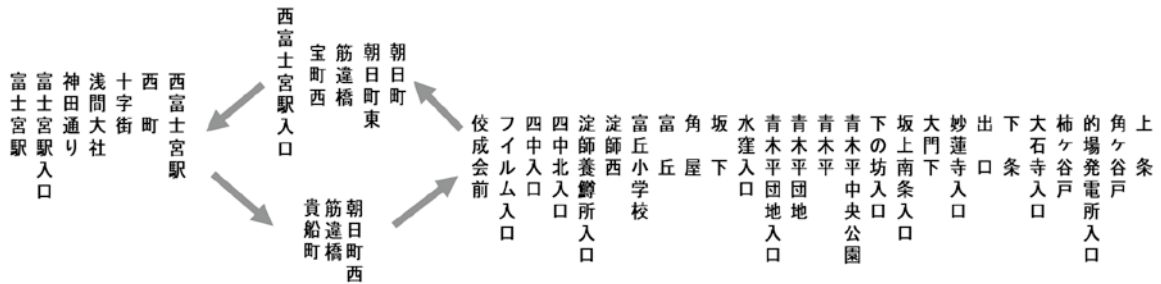 富士宮駅
富士宮駅入口
神田通り
浅間大社
十字街
西町
西富士宮駅
西富士宮駅入口
宝町西
筋違橋
朝日町東
朝日町
貴船町
筋違橋
朝日町西
佼成会前
フイルム入口
四中入口
四中北入口
淀師養鱒所入口
淀師西
富丘小学校
富丘
角屋
坂下
水窪入口
青木平団地入口
青木平団地
青木平
青木平中央公園
下の坊入口
坂上南条入口
大門下
妙蓮寺入口
出口
下条
大石寺入口
柿ヶ谷戸
的場発電所入口
角ヶ谷戸
上条